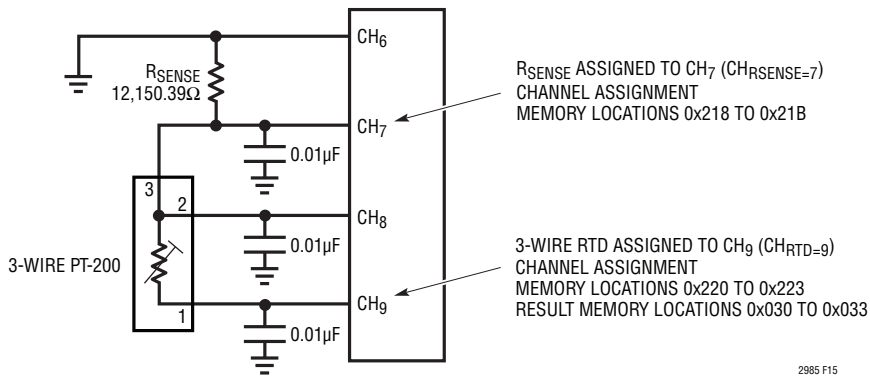 CH6
RSENSE
12,150.39Ω
RSENSE ASSIGNED TO CH7 (CHRSENSE=7)
CHANNEL ASSIGNMENT
MEMORY LOCATIONS 0x218 TO 0x21B
CH7
0.01µF
3
2
CH8
3-WIRE PT-200
0.01µF
3-WIRE RTD ASSIGNED TO CH9 (CHRTD=9)
CHANNEL ASSIGNMENT
MEMORY LOCATIONS 0x220 TO 0x223
RESULT MEMORY LOCATIONS 0x030 TO 0x033
1
CH9
0.01µF
2985 F15